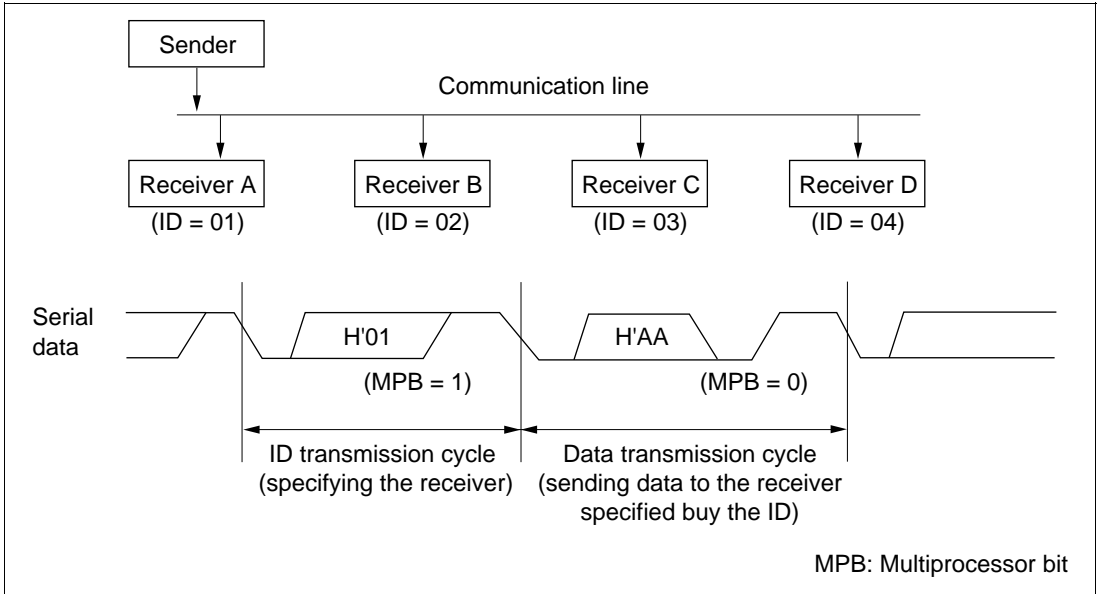 Sender
Communication line
Receiver A
Receiver B
Receiver C
Receiver D
(ID = 01)
(ID = 02)
(ID = 03)
(ID = 04)
Serial
data
H'01
H'AA
(MPB = 1)
(MPB = 0)
ID transmission cycle
(specifying the receiver)
Data transmission cycle
(sending data to the receiver
specified buy the ID)
MPB: Multiprocessor bit